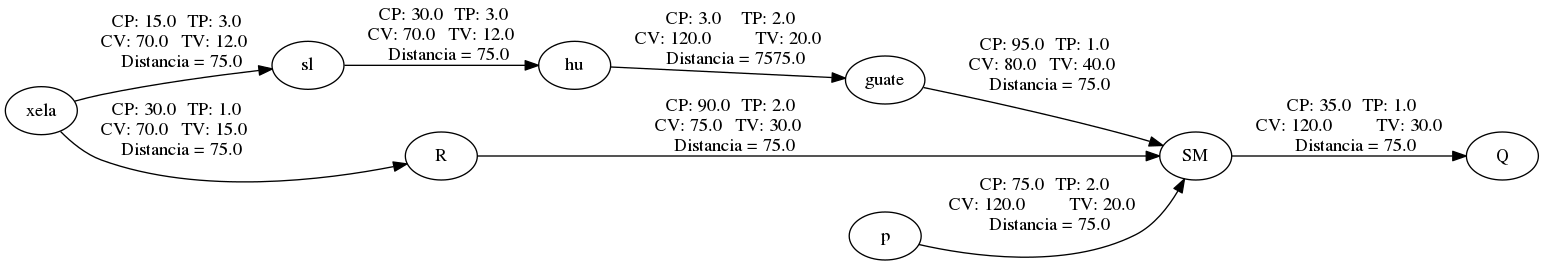 CP: 15.0 TP: 3.0
CV: 70.0 TV: 12.0
Distancia = 75.0
CP: 30.0 TP: 3.0
CV: 70.0 TV: 12.0
Distancia = 75.0
CP: 3.0 TP: 2.0
CV: 120.0 TV: 20.0
Distancia = 7575.0
CP: 95.0 TP: 1.0
CV: 80.0 TV: 40.0
Distancia = 75.0
sl
hu
guate
xela
CP: 30.0 TP: 1.0
CV: 70.0 TV: 15.0
Distancia = 75.0
CP: 90.0 TP: 2.0
CV: 75.0 TV: 30.0
Distancia = 75.0
CP: 35.0 TP: 1.0
CV: 120.0 TV: 30.0
Distancia = 75.0
R
SM
Q
CP: 75.0 TP: 2.0
CV: 120.0 TV: 20.0
Distancia = 75.0
p